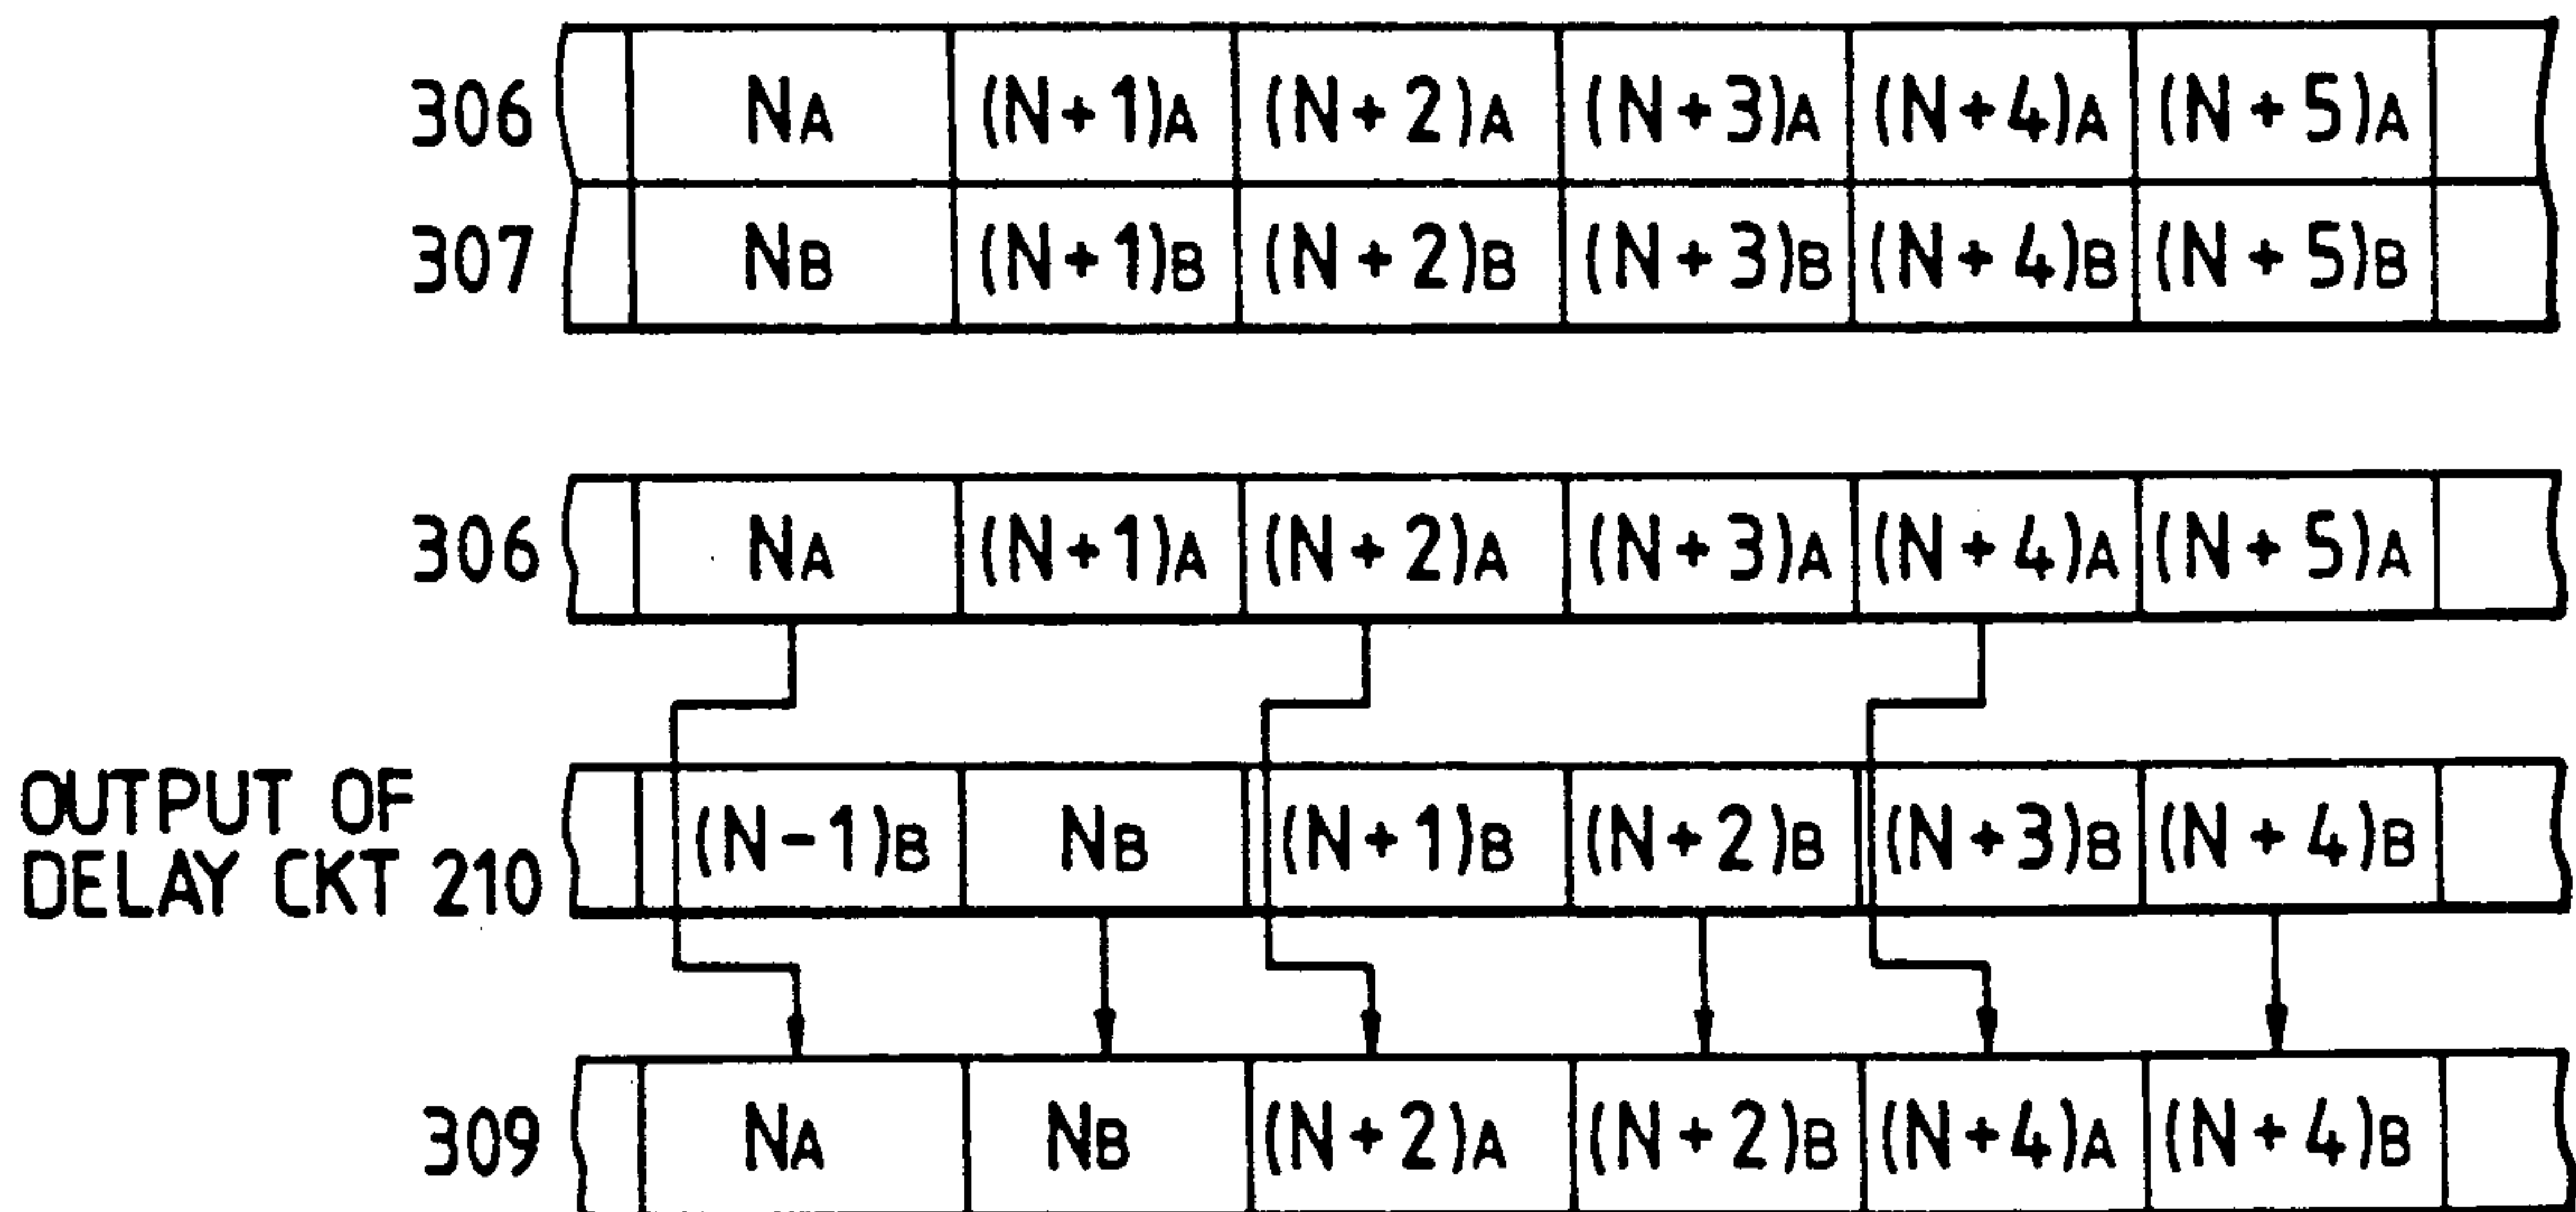 306 NA (N+1)A (N+2)A (N+3)A (N+4)A (N+5)A
307 NB (N+1)B (N+2)B (N+3)B (N+4)B (N+5)B
306 NA (N+1)A (N+2)A (N+3)A (N+4)A (N+5)A
OUTPUT OF
DELAY CKT 210 (N-1)B NB (N+1)B (N+2)B (N+3)B (N+4)B
309 NA NB (N+2)A (N+2)B (N+4)A (N+4)B